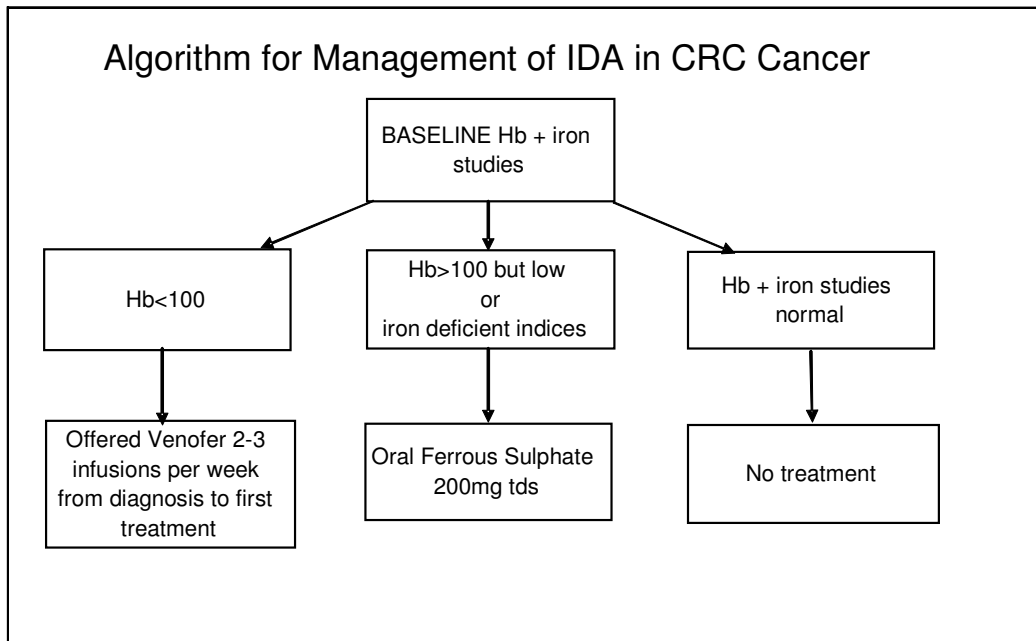 Algorithm for Management of IDA in CRC Cancer
BASELINE Hb + iron
studies
Hb<100
Hb>100 but low
or
iron deficient indices
Hb + iron studies
normal
Offered Venofer 2-3
infusions per week
from diagnosis to first
treatment
Oral Ferrous Sulphate
200mg tds
No treatment